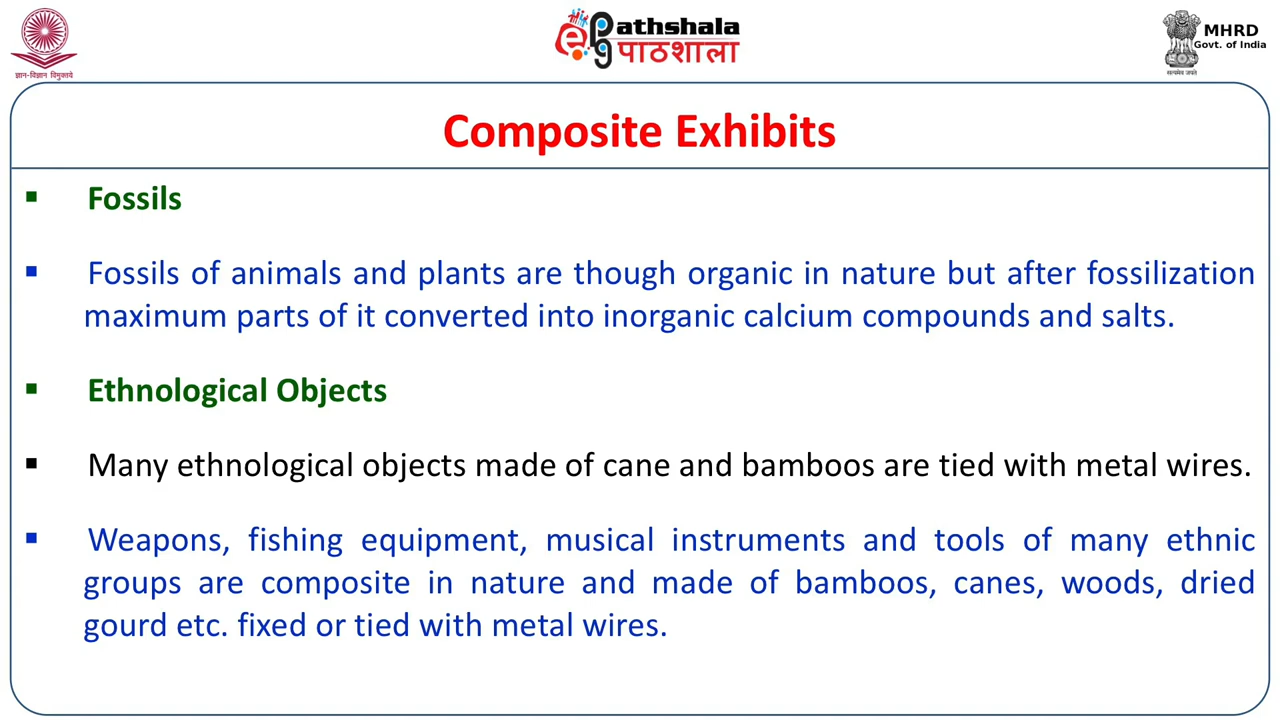 ज्ञान-विज्ञान विमुक्तये
ePathshala
पाठशाला
MHRD
Govt. of India
सत्यमेव जयते
Composite Exhibits
▪ Fossils
▪ Fossils of animals and plants are though organic in nature but after fossilization
maximum parts of it converted into inorganic calcium compounds and salts.
▪ Ethnological Objects
▪ Many ethnological objects made of cane and bamboos are tied with metal wires.
▪ Weapons, fishing equipment, musical instruments and tools of many ethnic
groups are composite in nature and made of bamboos, canes, woods, dried
gourd etc. fixed or tied with metal wires.